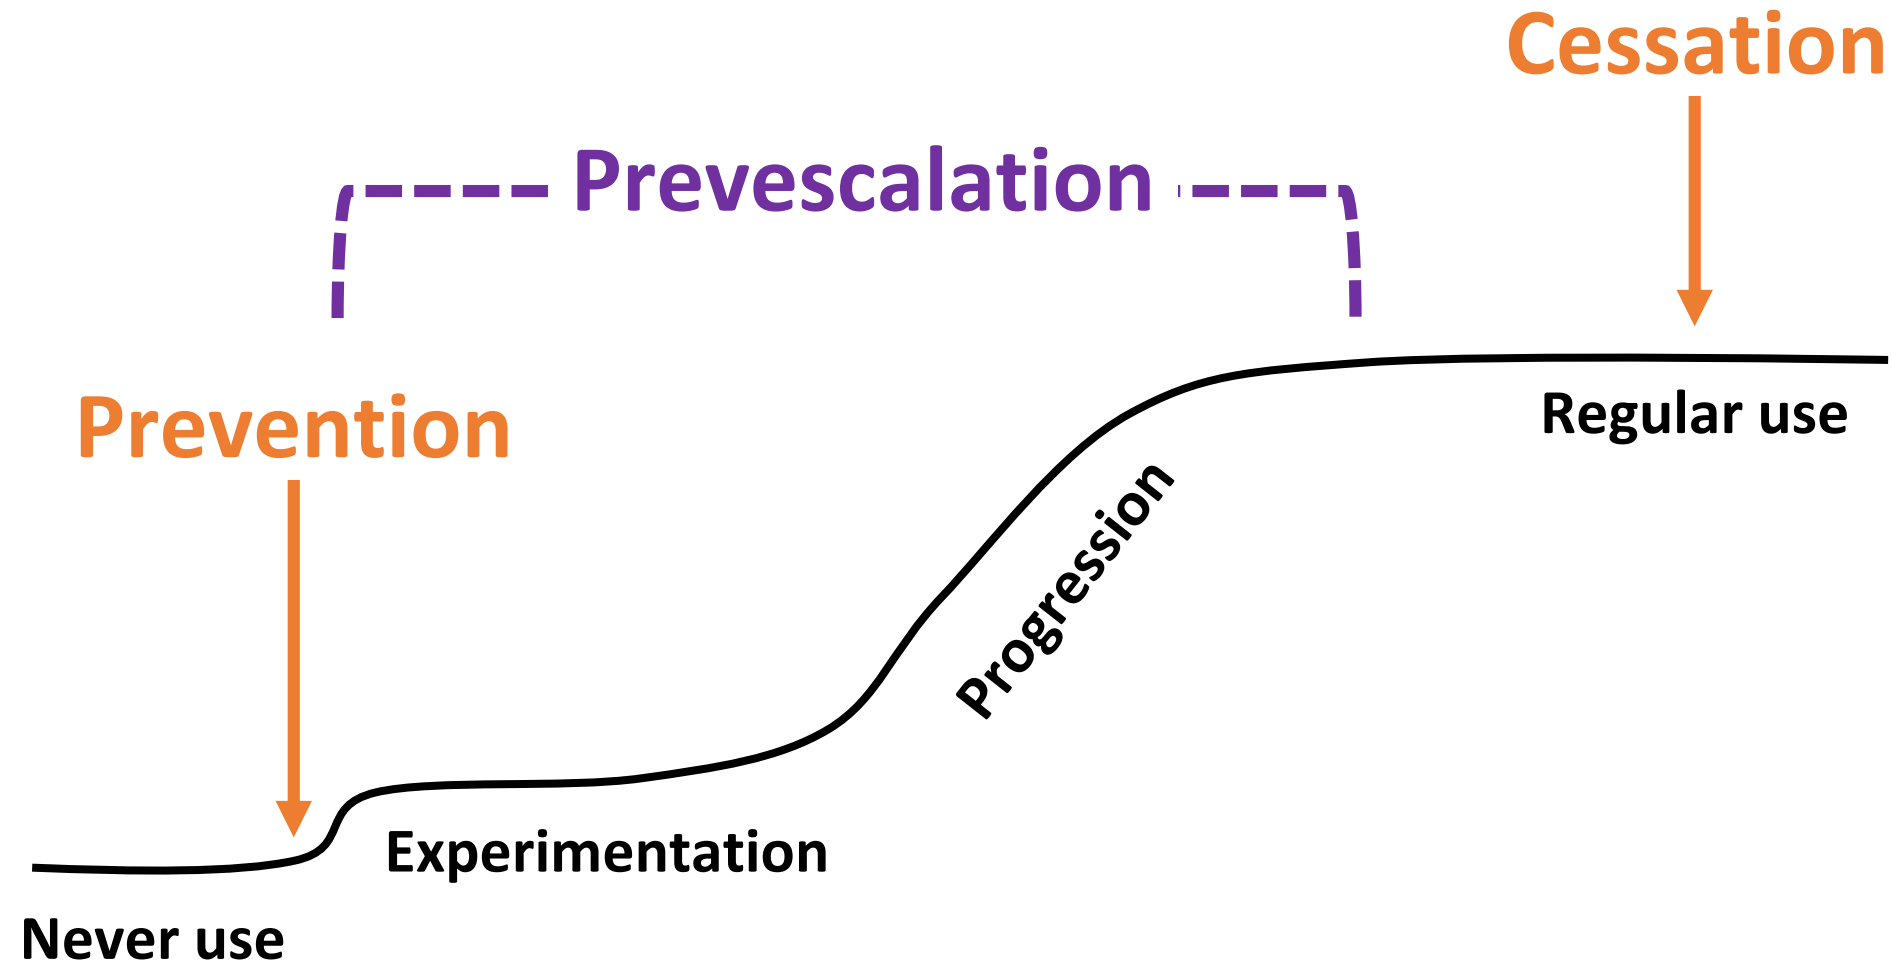 Cessation
Prevescalation
Prevention
Regular use
Progression
Experimentation
Never use